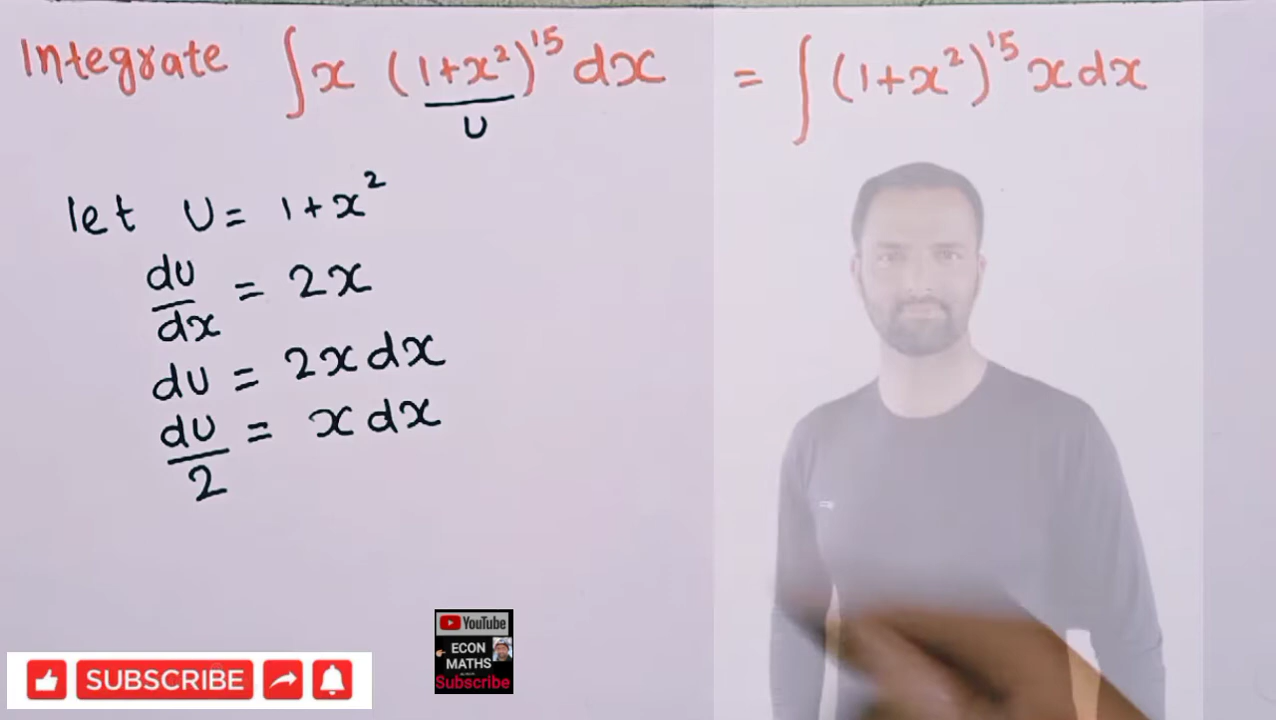 Integrate ∫x (1+x²)¹⁵ dx = ∫(1+x²)¹⁵ x dx
U
let U = 1+x²
du/dx = 2x
du = 2x dx
du/2 = x dx
YouTube
ECON
MATHS
Subscribe
SUBSCRIBE